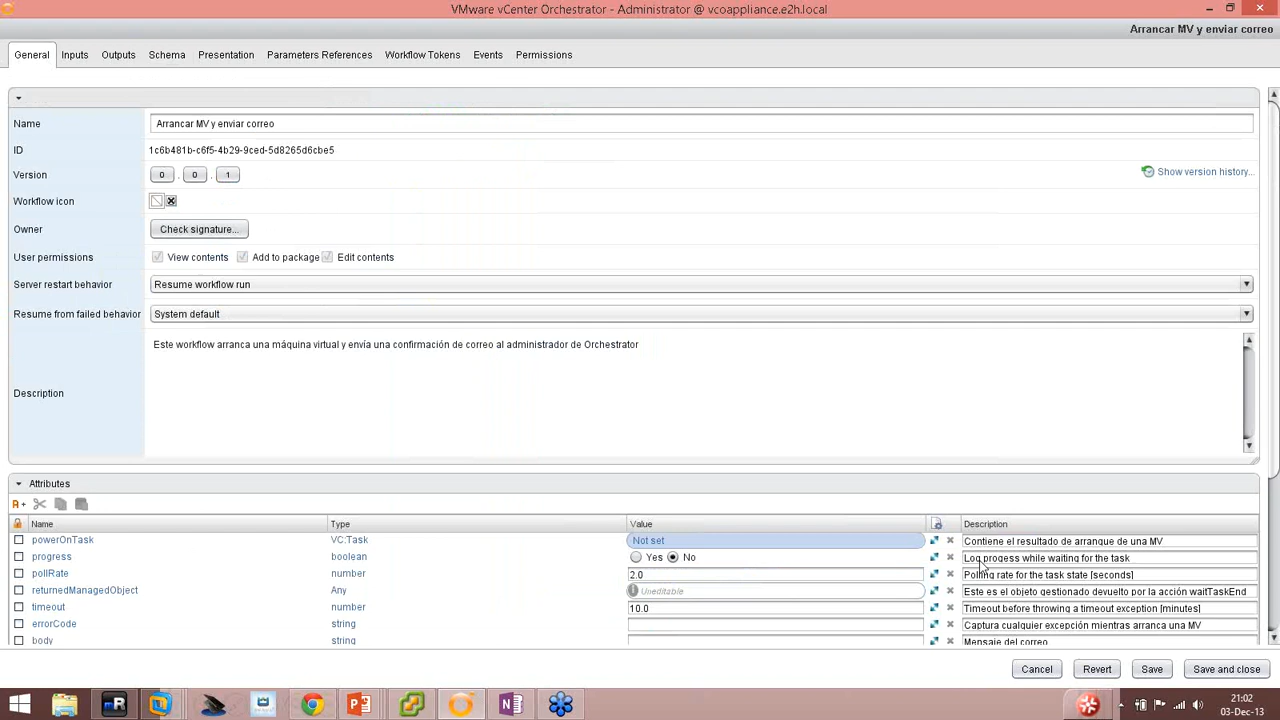 VMware vCenter Orchestrator - Administrator @ vcoappliance.e2h.local
Arrancar MV y enviar correo
General Inputs Outputs Schema Presentation Parameters References Workflow Tokens Events Permissions
Name Arrancar MV y enviar correo
ID 1c6b481b-c6f5-4b29-9ced-5d8265d6cbe5
Version 0 . 0 . 1 Show version history...
Workflow icon
Owner Check signature...
User permissions View contents Add to package Edit contents
Server restart behavior Resume workflow run
Resume from failed behavior System default
Este workflow arranca una máquina virtual y envía una confirmación de correo al administrador de Orchestrator
Description
Attributes
Name Type Value Description
powerOnTask VC:Task Not set Contiene el resultado de arranque de una MV
progress boolean Yes No Log progess while waiting for the task
pollRate number 2.0 Polling rate for the task state [seconds]
returnedManagedObject Any Uneditable Este es el objeto gestionado devuelto por la acción waitTaskEnd
timeout number 10.0 Timeout before throwing a timeout exception [minutes]
errorCode string Captura cualquier excepción mientras arranca una MV
body string Mensaje del correo
Cancel Revert Save Save and close
21:02
03-Dec-13